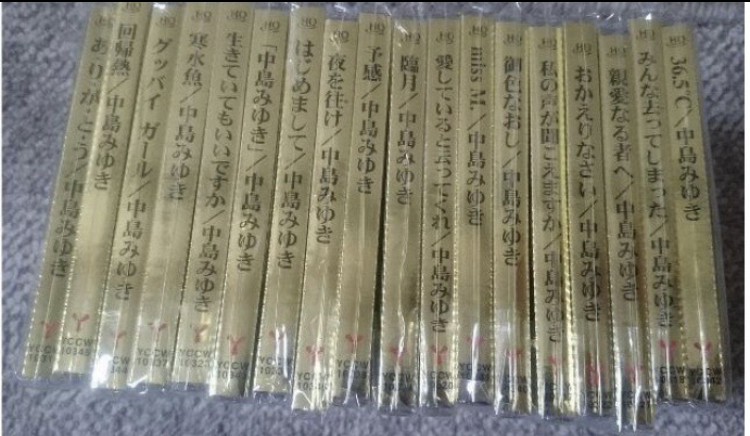 ありがとう/中島みゆき
回帰熱/中島みゆき
グッバイ ガール/中島みゆき
寒水魚/中島みゆき
生きていてもいいですか/中島みゆき
「中島みゆき」/中島みゆき
はじめまして/中島みゆき
夜を往け/中島みゆき
予感/中島みゆき
臨月/中島みゆき
愛していると云ってくれ/中島みゆき
miss M./中島みゆき
御色なおし/中島みゆき
私の声が聞こえますか/中島みゆき
おかえりなさい/中島みゆき
親愛なる者へ/中島みゆき
みんな去ってしまった/中島みゆき
36.5℃/中島みゆき